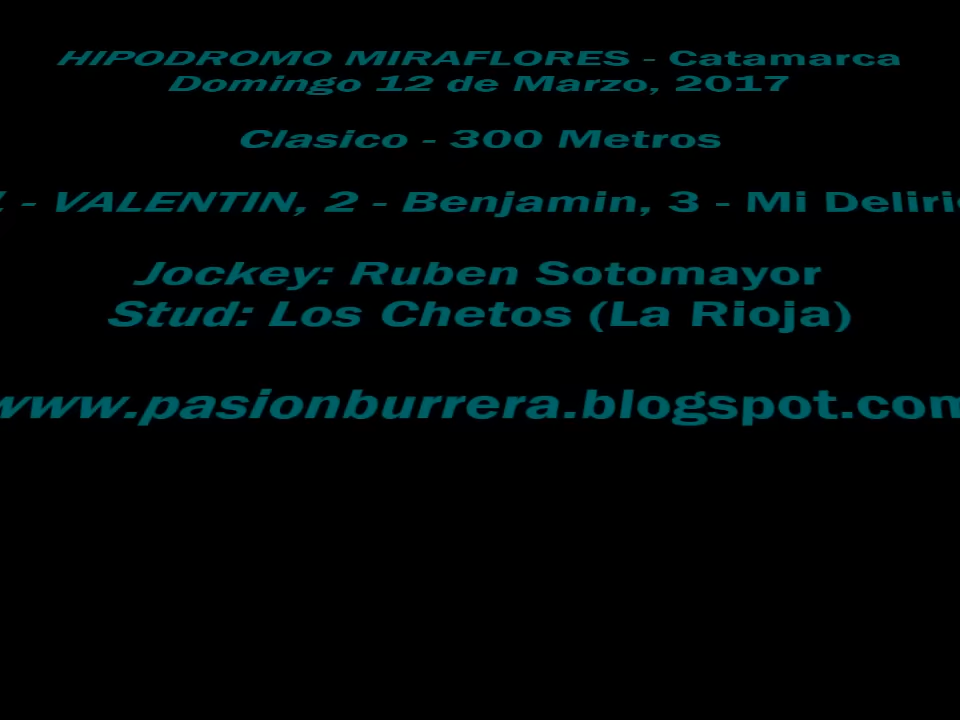 HIPODROMO MIRAFLORES - Catamarca
Domingo 12 de Marzo, 2017
Clasico - 300 Metros
- VALENTIN, 2 - Benjamin, 3 - Mi
Jockey: Ruben Sotomayor
Stud: Los Chetos (La Rioja)
www.pasionburrera.blogspot.com